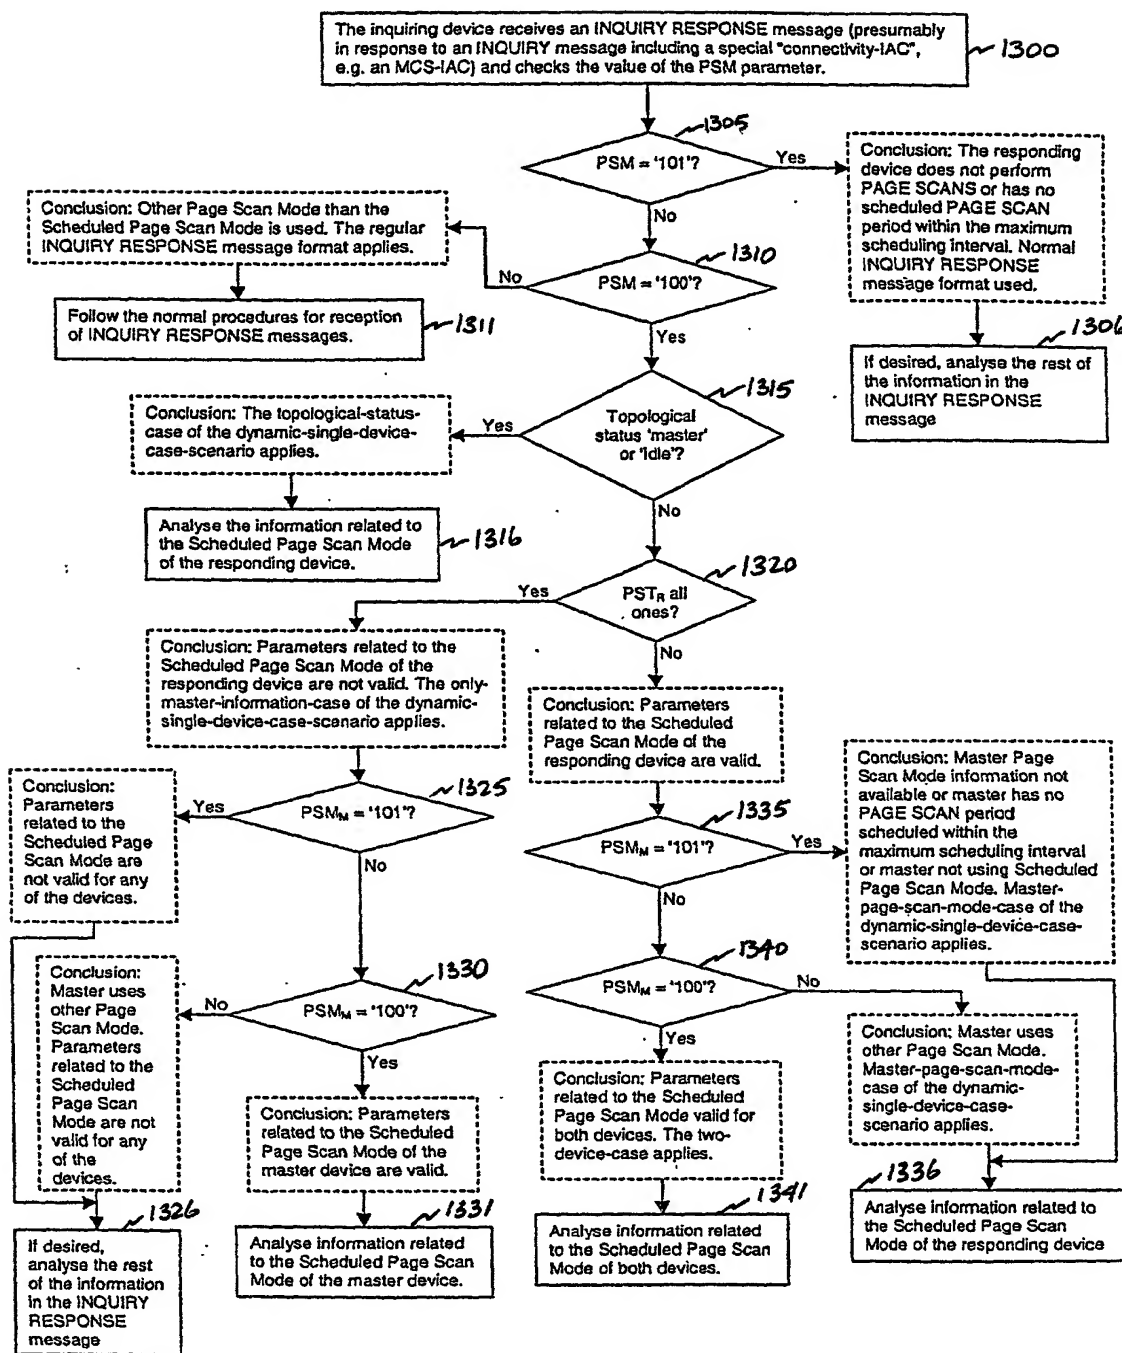 The inquiring device receives an INQUIRY RESPONSE message (presumably
in response to an INQUIRY message including a special "connectivity-IAC",
e.g. an MCS-IAC) and checks the value of the PSM parameter.
1300
1305
PSM = '101'?
Yes
No
Conclusion: The responding
device does not perform
PAGE SCANS or has no
scheduled PAGE SCAN
period within the maximum
scheduling interval. Normal
INQUIRY RESPONSE
message format used.
1306
If desired, analyse the rest of
the information in the
INQUIRY RESPONSE
message
1310
PSM = '100'?
No
Yes
Conclusion: Other Page Scan Mode than the
Scheduled Page Scan Mode is used. The regular
INQUIRY RESPONSE message format applies.
Follow the normal procedures for reception
of INQUIRY RESPONSE messages.
1311
1315
Topological
status 'master'
or 'idle'?
Yes
No
Conclusion: The topological-status-
case of the dynamic-single-device-
case-scenario applies.
Analyse the information related to
the Scheduled Page Scan Mode
of the responding device.
1316
1320
PSTR all
ones?
Yes
No
Conclusion: Parameters related to the
Scheduled Page Scan Mode of the
responding device are not valid. The only-
master-information-case of the dynamic-
single-device-case-scenario applies.
Conclusion: Parameters
related to the Scheduled
Page Scan Mode of the
responding device are valid.
1325
PSMM = '101'?
Yes
No
Conclusion:
Parameters
related to the
Scheduled Page
Scan Mode are
not valid for any
of the devices.
1335
PSMM = '101'?
Yes
No
Conclusion: Master Page
Scan Mode information not
available or master has no
PAGE SCAN period
scheduled within the
maximum scheduling interval
or master not using Scheduled
Page Scan Mode. Master-
page-scan-mode-case of the
dynamic-single-device-case-
scenario applies.
1330
PSMM = '100'?
No
Yes
Conclusion:
Master uses
other Page
Scan Mode.
Parameters
related to the
Scheduled
Page Scan
Mode are not
valid for any
of the
devices.
1340
PSMM = '100'?
No
Yes
Conclusion: Master uses
other Page Scan Mode.
Master-page-scan-mode-
case of the dynamic-
single-device-case-
scenario applies.
Conclusion: Parameters
related to the Scheduled
Page Scan Mode of the
master device are valid.
Conclusion: Parameters
related to the Scheduled
Page Scan Mode valid for
both devices. The two-
device-case applies.
1326
If desired,
analyse the rest
of the information
in the INQUIRY
RESPONSE
message
1331
Analyse information related
to the Scheduled Page Scan
Mode of the master device.
1341
Analyse information related
to the Scheduled Page Scan
Mode of both devices.
1336
Analyse information related to
the Scheduled Page Scan
Mode of the responding device